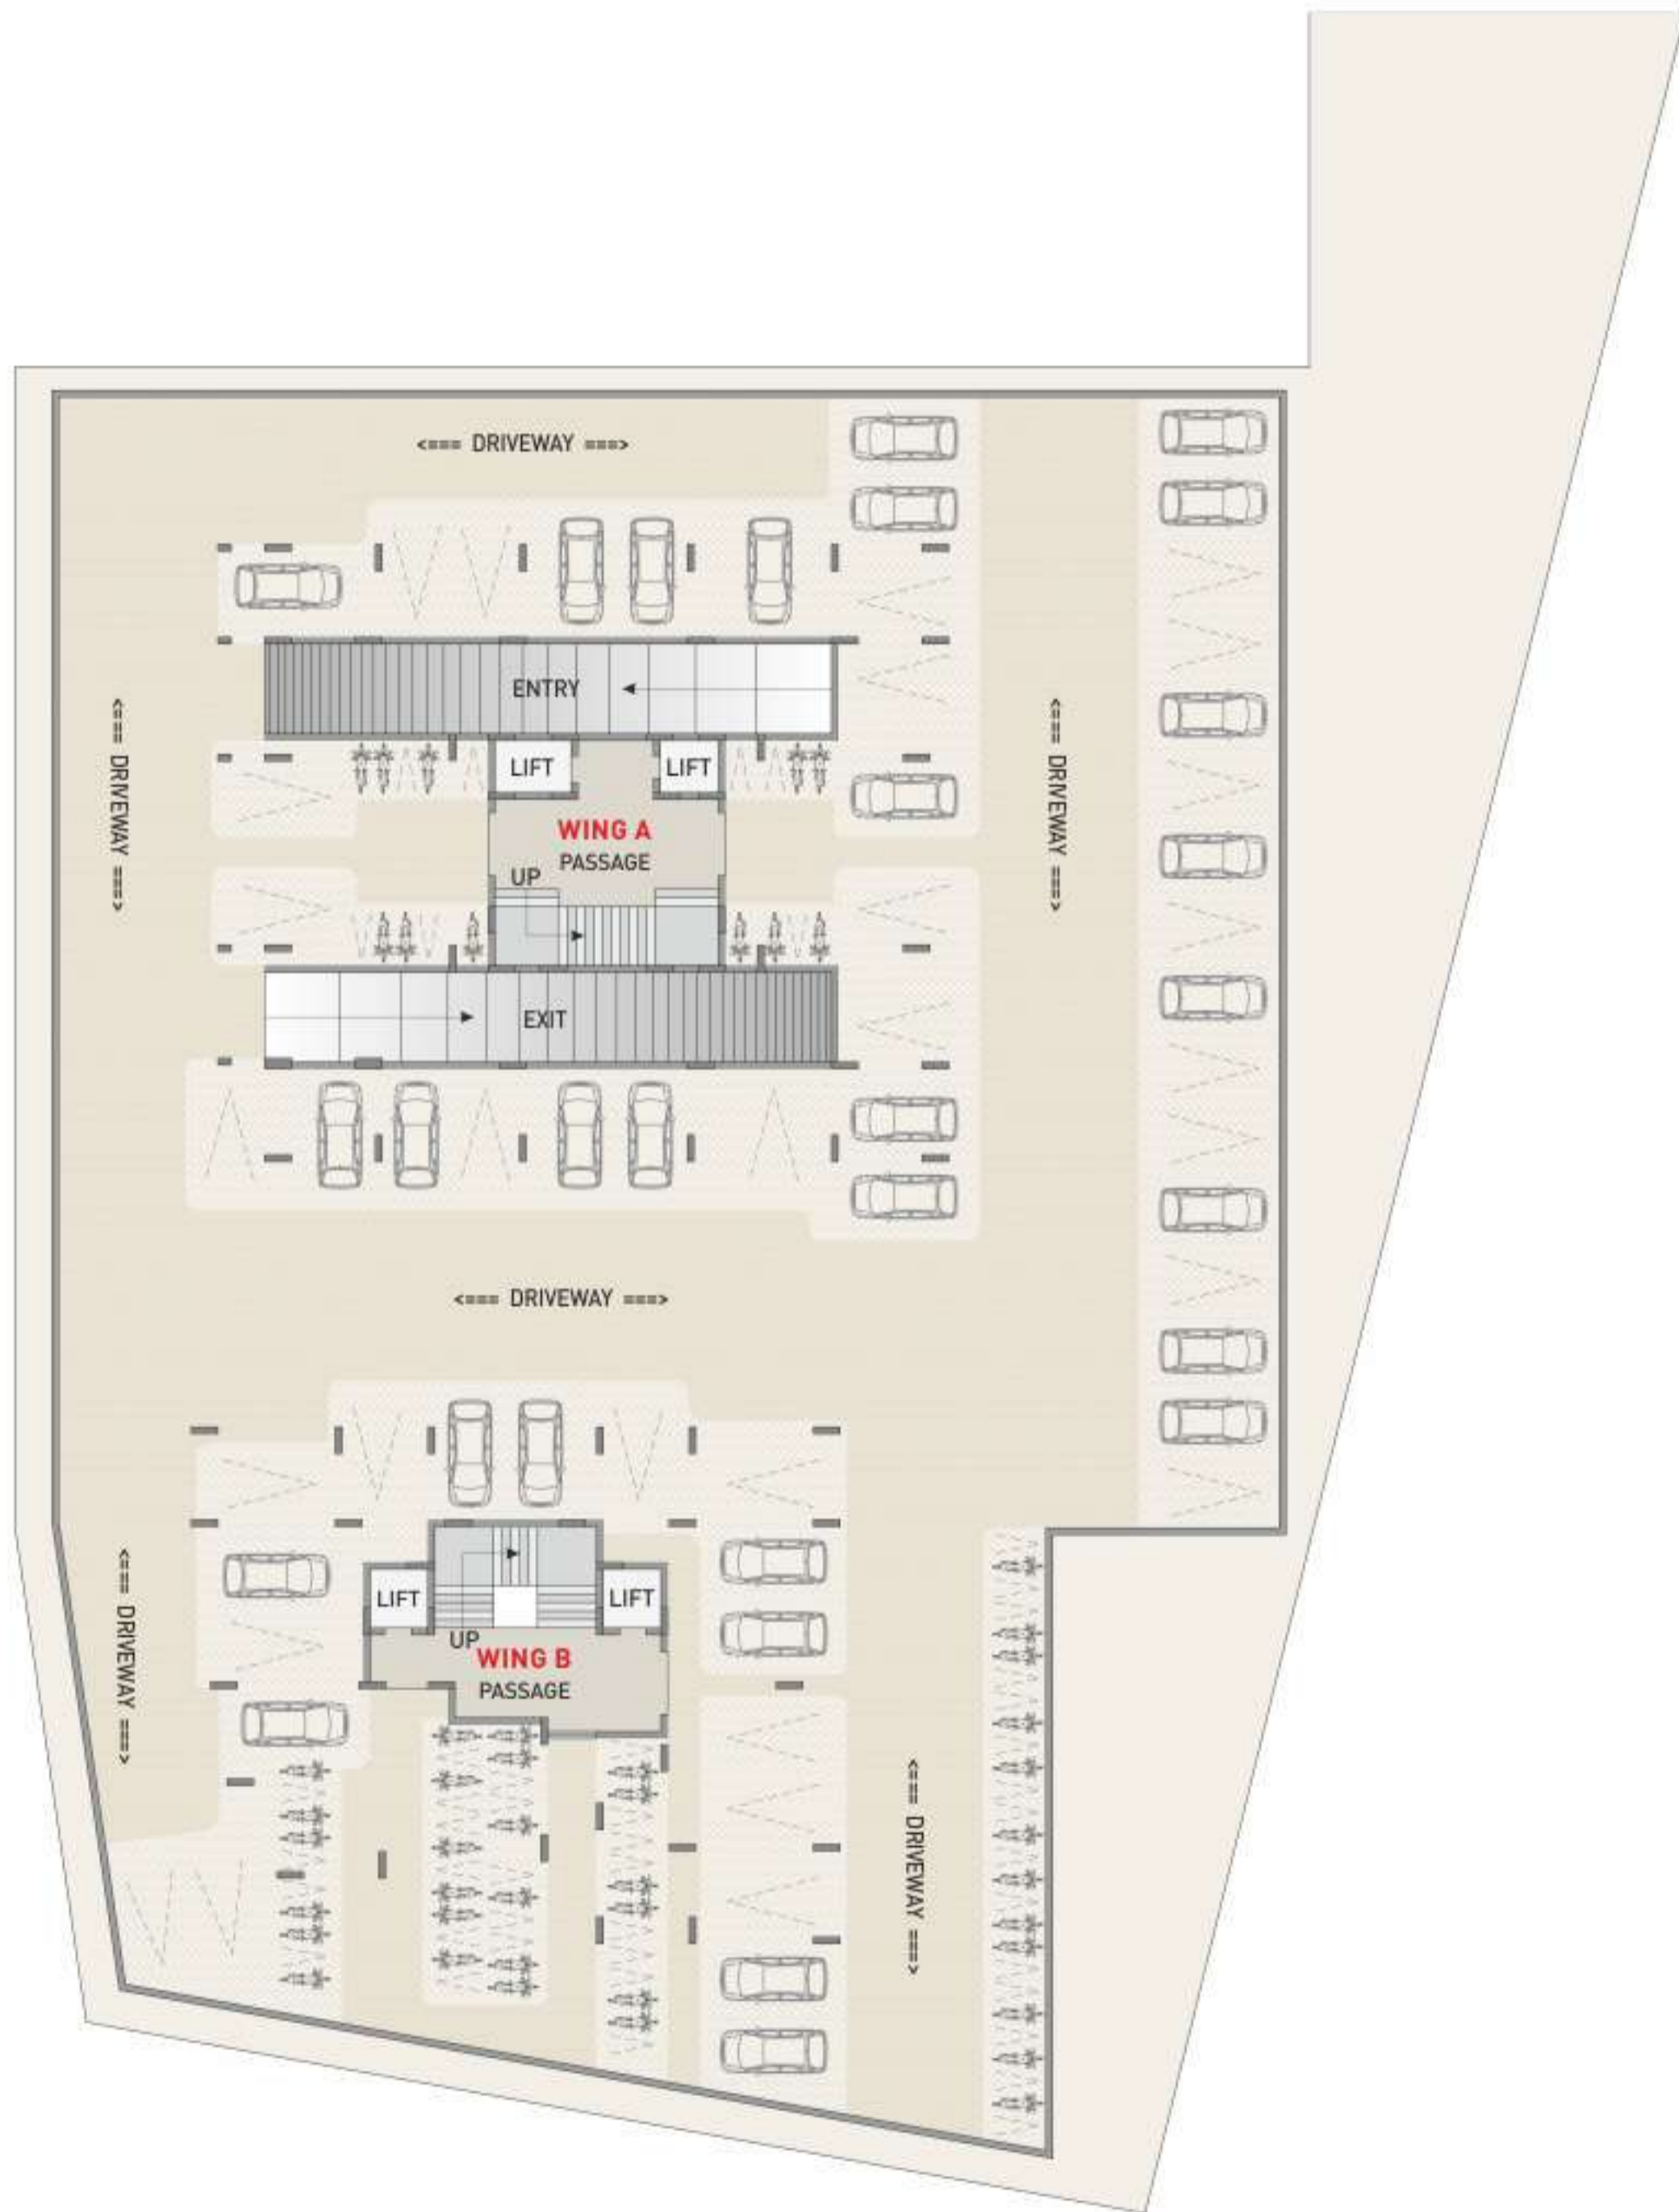 <=== DRIVEWAY ===>
ENTRY
LIFT
LIFT
<=== DRIVEWAY ===>
<=== DRIVEWAY ===>
WING A
PASSAGE
UP
EXIT
<=== DRIVEWAY ===>
LIFT
LIFT
<=== DRIVEWAY ===>
UP
WING B
PASSAGE
<=== DRIVEWAY ===>